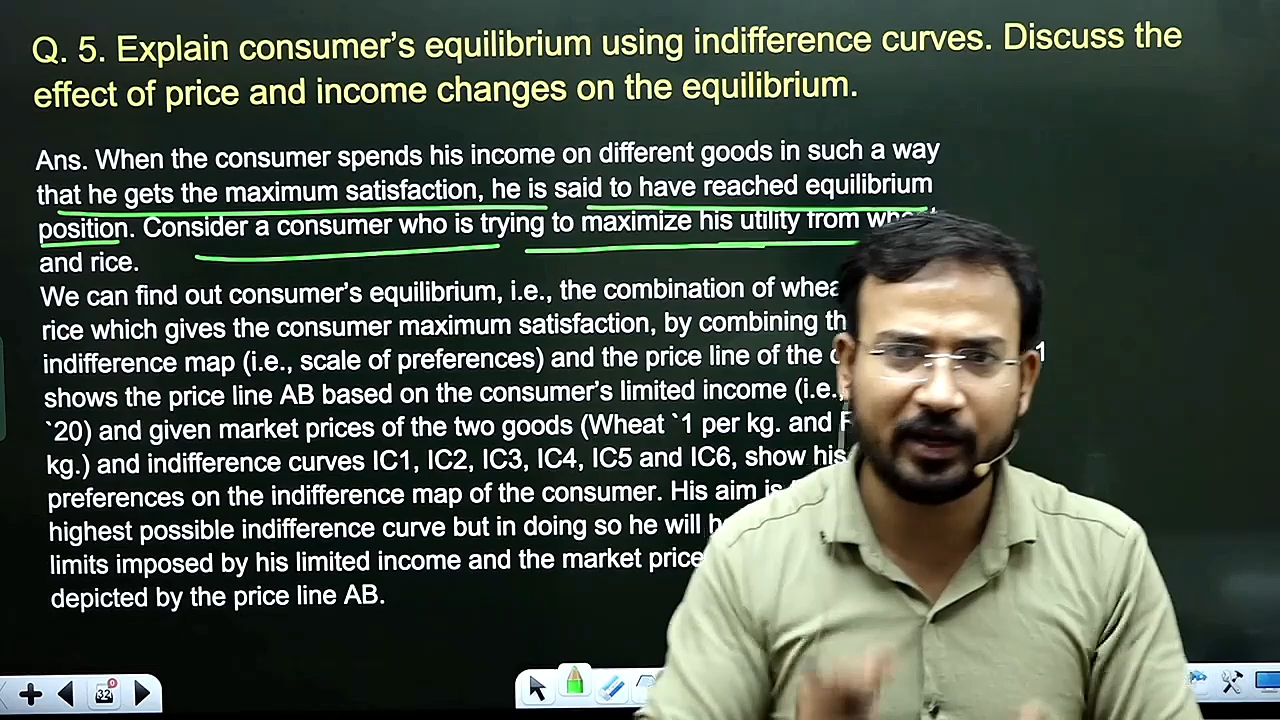 Q. 5. Explain consumer's equilibrium using indifference curves. Discuss the
effect of price and income changes on the equilibrium.
Ans. When the consumer spends his income on different goods in such a way
that he gets the maximum satisfaction, he is said to have reached equilibrium
position. Consider a consumer who is trying to maximize his utility from
and rice.
We can find out consumer's equilibrium, i.e., the combination of
rice which gives the consumer maximum satisfaction, by combining
indifference map (i.e., scale of preferences) and the price line of the 1
shows the price line AB based on the consumer's limited income (i.e.,
`20) and given market prices of the two goods (Wheat `1 per kg. and
kg.) and indifference curves IC1, IC2, IC3, IC4, IC5 and IC6, show his
preferences on the indifference map of the consumer. His aim is
highest possible indifference curve but in doing so he will
limits imposed by his limited income and the market
depicted by the price line AB.
32